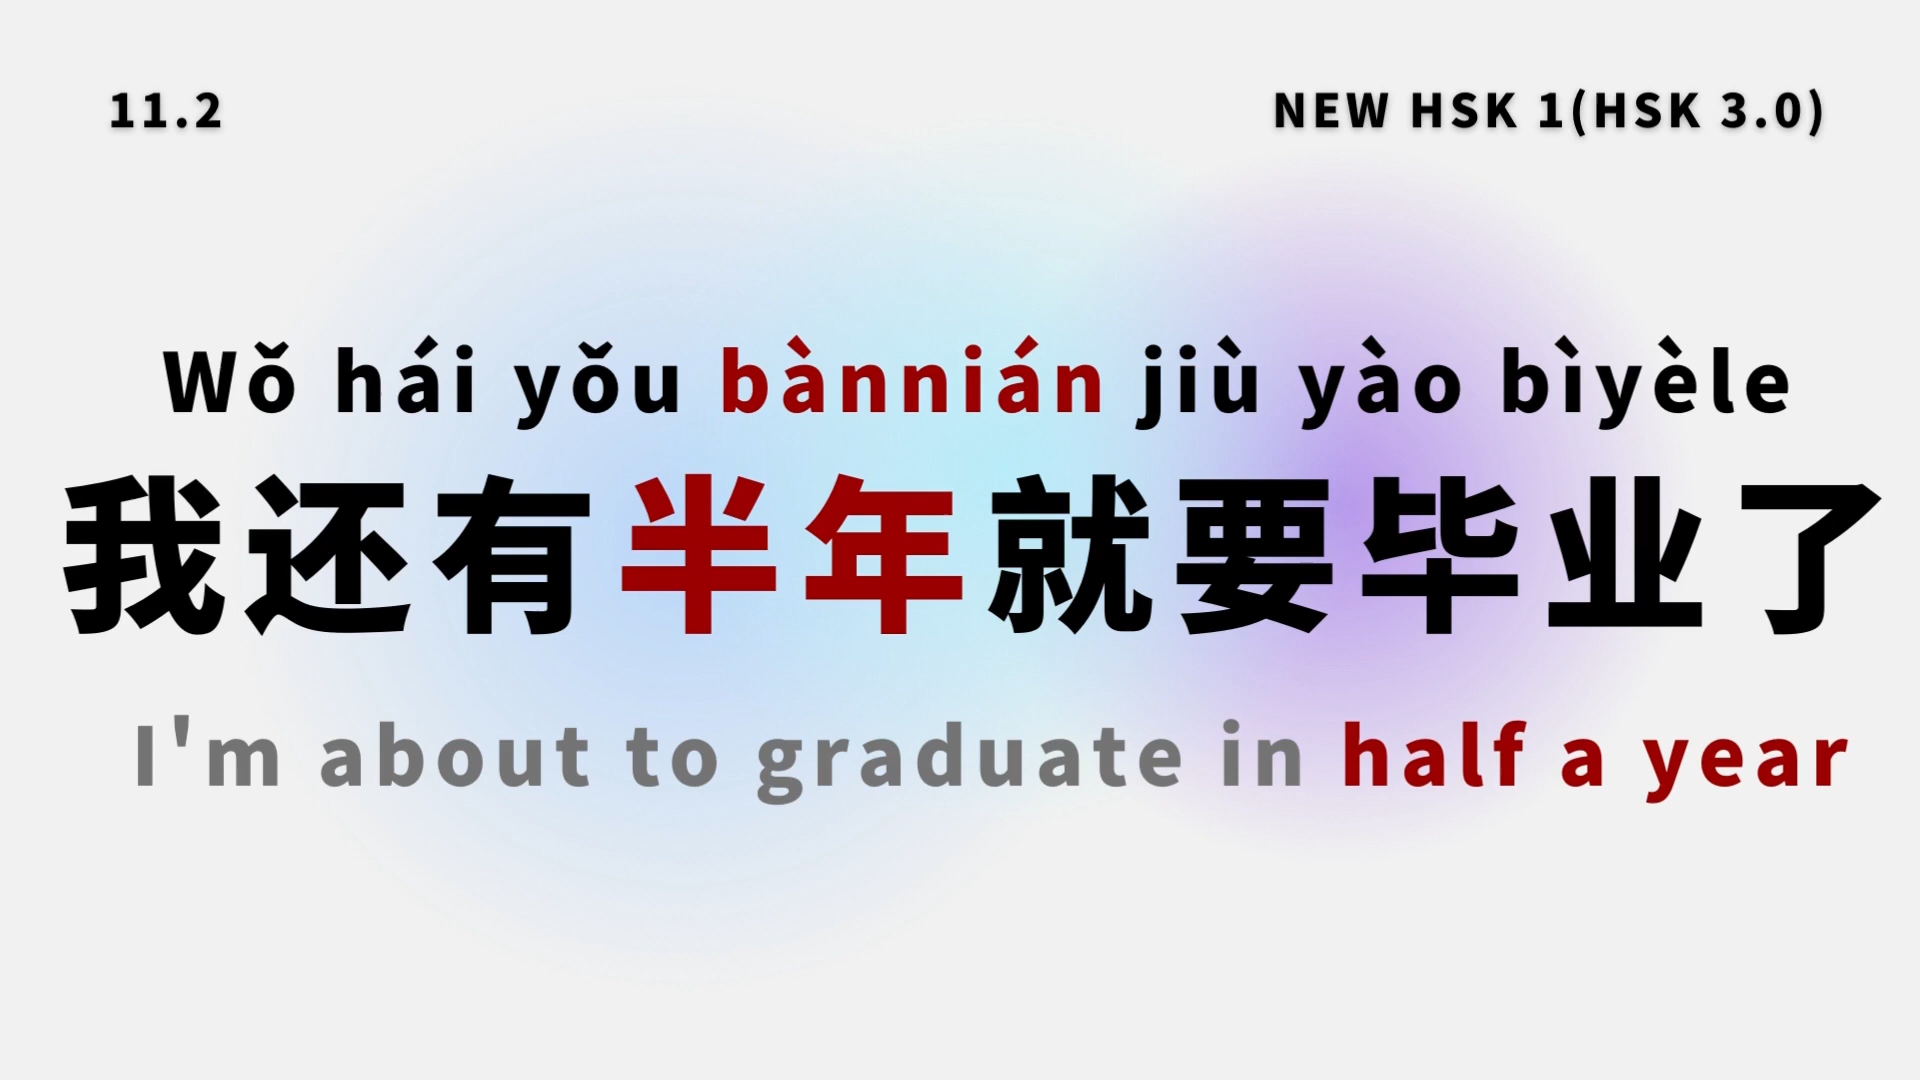 11.2
NEW HSK 1(HSK 3.0)
Wǒ hái yǒu bànnián jiù yào bìyèle
我还有半年就要毕业了
I'm about to graduate in half a year